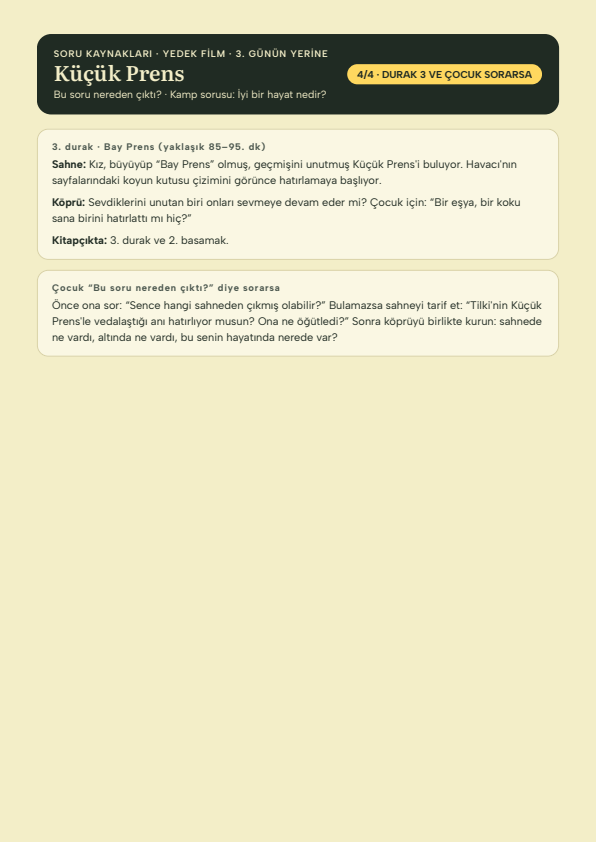 SORU KAYNAKLARI · YEDEK FİLM · 3. GÜNÜN YERİNE
Küçük Prens
Bu soru nereden çıktı? · Kamp sorusu: İyi bir hayat nedir?
4/4 · DURAK 3 VE ÇOCUK SORARSA
3. durak · Bay Prens (yaklaşık 85–95. dk)
Sahne: Kız, büyüyüp “Bay Prens” olmuş, geçmişini unutmuş Küçük Prens'i buluyor. Havacı'nın
sayfalarındaki koyun kutusu çizimini görünce hatırlamaya başlıyor.
Köprü: Sevdiklerini unutan biri onları sevmeye devam eder mi? Çocuk için: “Bir eşya, bir koku
sana birini hatırlattı mı hiç?”
Kitapçıkta: 3. durak ve 2. basamak.
Çocuk “Bu soru nereden çıktı?” diye sorarsa
Önce ona sor: “Sence hangi sahneden çıkmış olabilir?” Bulamazsa sahneyi tarif et: “Tilki'nin Küçük
Prens'le vedalaştığı anı hatırlıyor musun? Ona ne öğütledi?” Sonra köprüyü birlikte kurun: sahnede
ne vardı, altında ne vardı, bu senin hayatında nerede var?